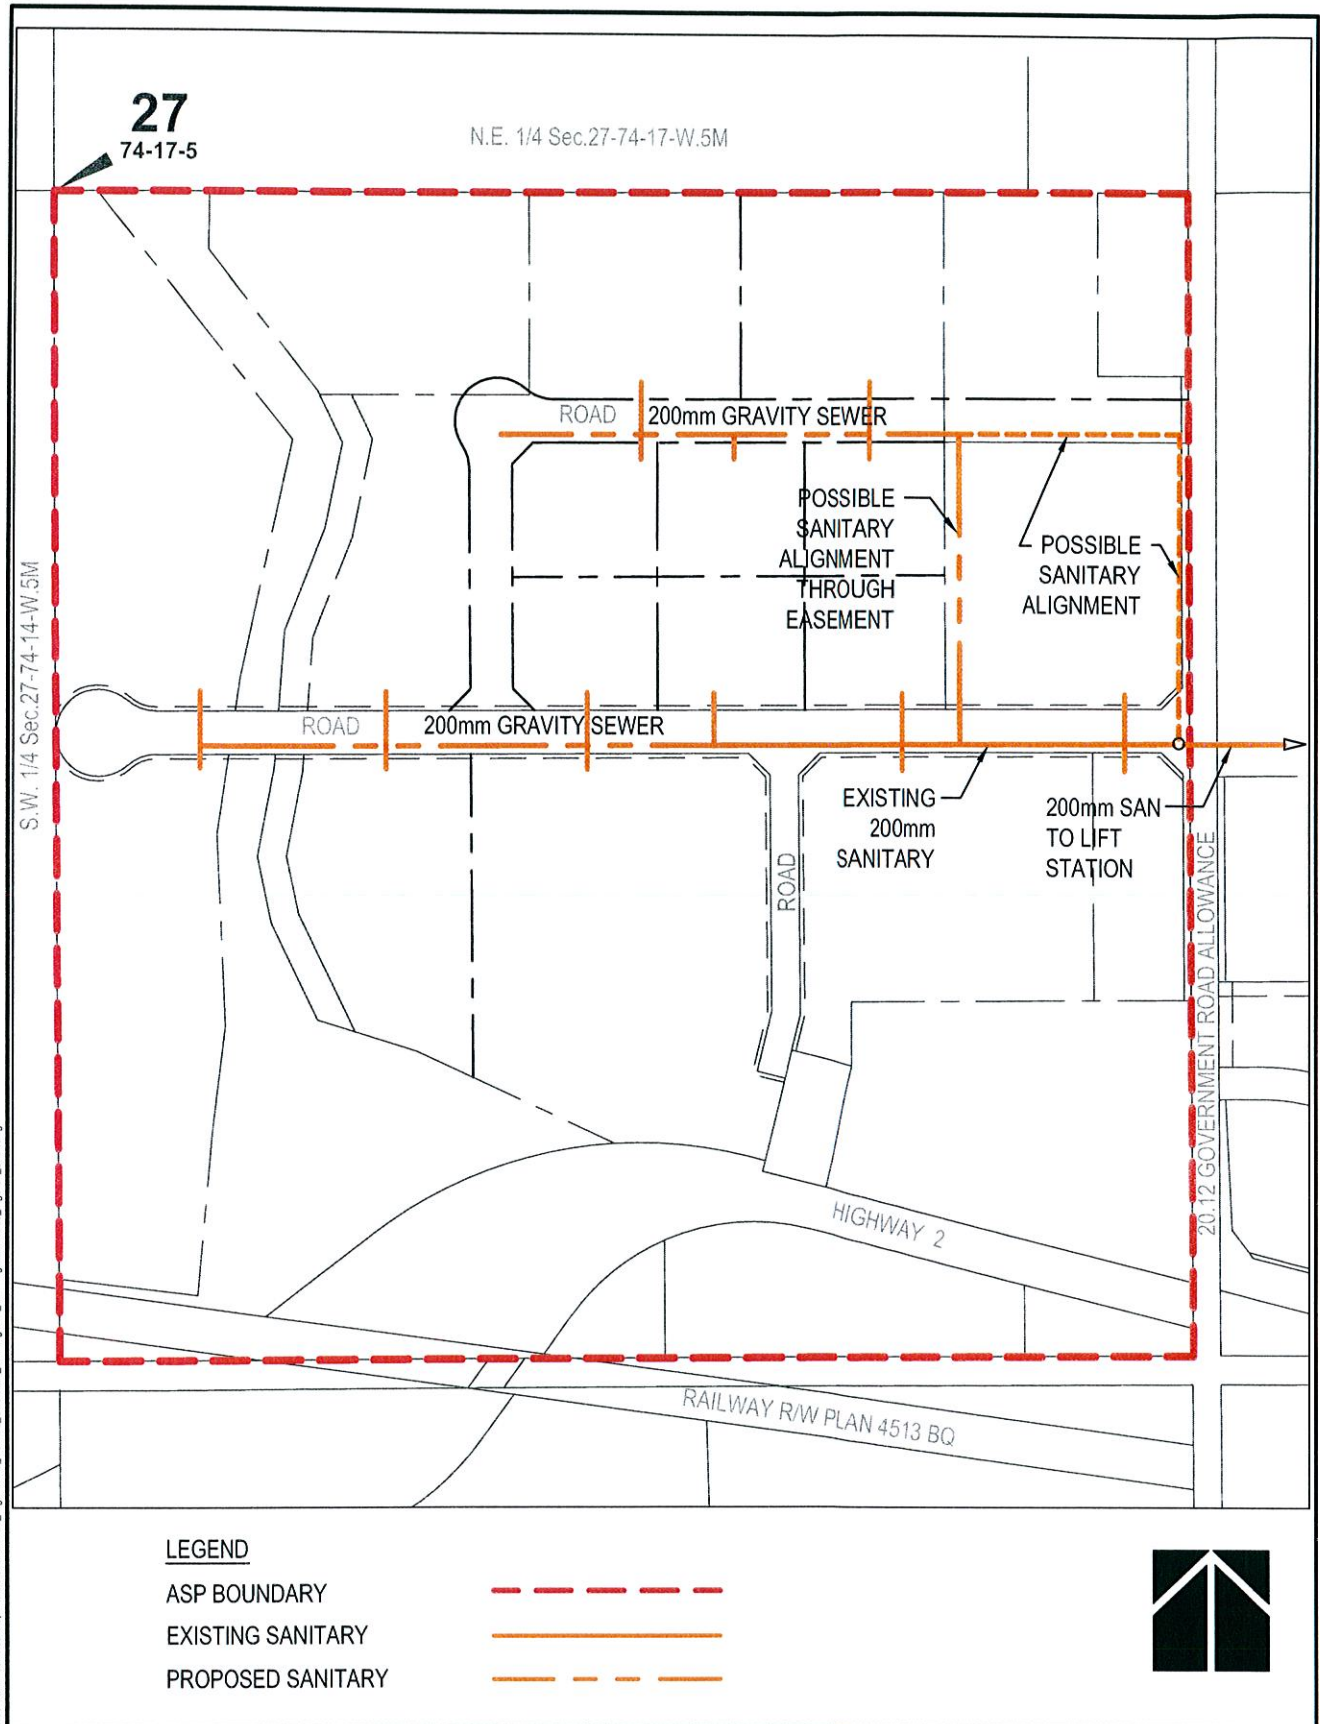 27
74-17-5
N.E. 1/4 Sec.27-74-17-W.5M
S.W. 1/4 Sec.27-74-14-W.5M
ROAD
200mm GRAVITY SEWER
POSSIBLE
SANITARY
ALIGNMENT
THROUGH
EASEMENT
POSSIBLE
SANITARY
ALIGNMENT
ROAD
200mm GRAVITY SEWER
EXISTING
200mm
SANITARY
200mm SAN
TO LIFT
STATION
ROAD
20.12 GOVERNMENT ROAD ALLOWANCE
HIGHWAY 2
RAILWAY R/W PLAN 4513 BQ
LEGEND
ASP BOUNDARY
EXISTING SANITARY
PROPOSED SANITARY